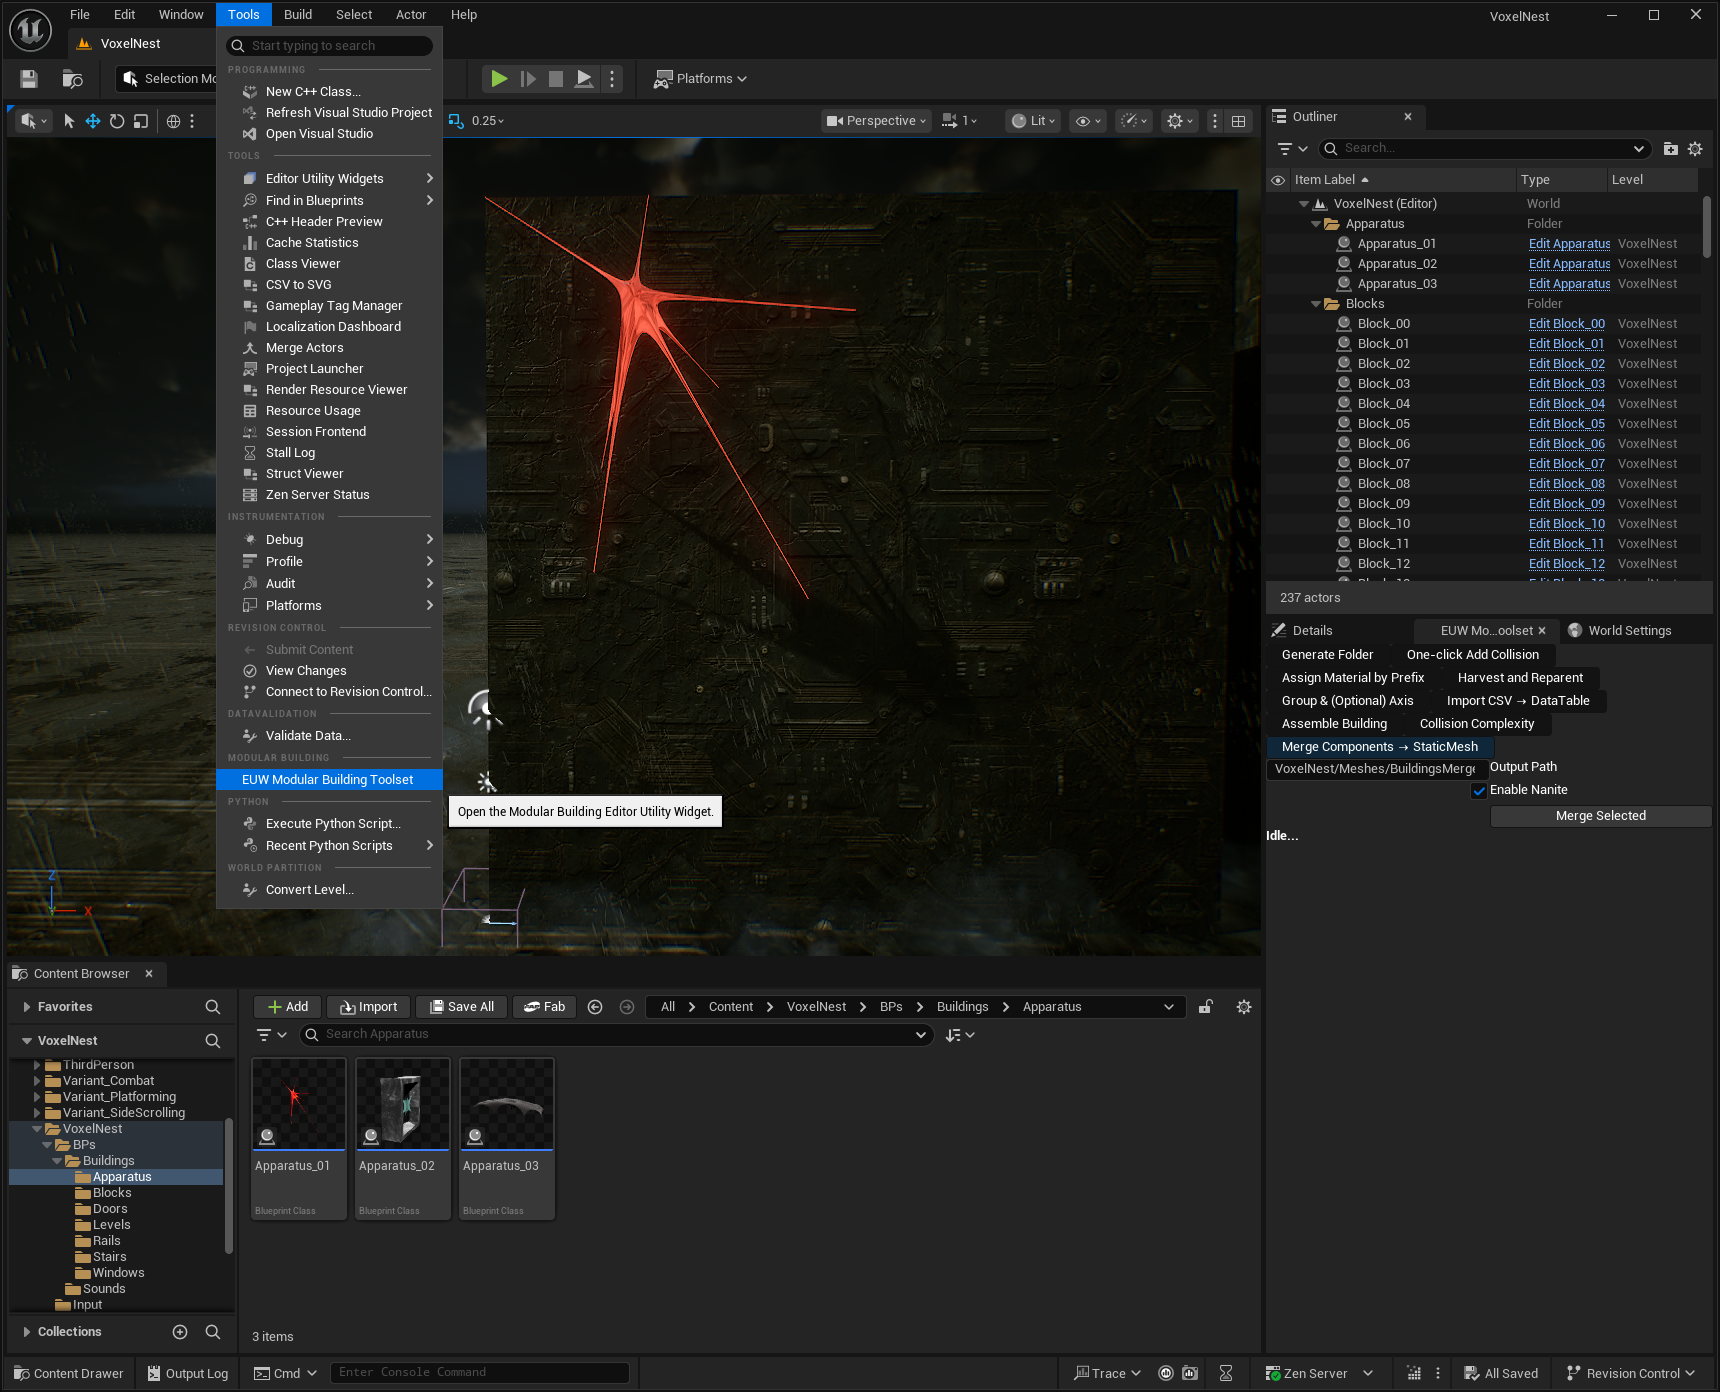 File Edit Window Tools Build Select Actor Help
VoxelNest
VoxelNest
Selection Mo
Platforms
Start typing to search
PROGRAMMING
New C++ Class...
Refresh Visual Studio Project
Open Visual Studio
TOOLS
Editor Utility Widgets
Find in Blueprints
C++ Header Preview
Cache Statistics
Class Viewer
CSV to SVG
Gameplay Tag Manager
Localization Dashboard
Merge Actors
Project Launcher
Render Resource Viewer
Resource Usage
Session Frontend
Stall Log
Struct Viewer
Zen Server Status
INSTRUMENTATION
Debug
Profile
Audit
Platforms
REVISION CONTROL
Submit Content
View Changes
Connect to Revision Control...
DATAVALIDATION
Validate Data...
MODULAR BUILDING
EUW Modular Building Toolset
PYTHON
Execute Python Script...
Recent Python Scripts
WORLD PARTITION
Convert Level...
Open the Modular Building Editor Utility Widget.
0.25
Perspective
1
Lit
Z
X
Outliner
Search...
Item Label Type Level
VoxelNest (Editor) World
Apparatus Folder
Apparatus_01 Edit Apparatus VoxelNest
Apparatus_02 Edit Apparatus VoxelNest
Apparatus_03 Edit Apparatus VoxelNest
Blocks Folder
Block_00 Edit Block_00 VoxelNest
Block_01 Edit Block_01 VoxelNest
Block_02 Edit Block_02 VoxelNest
Block_03 Edit Block_03 VoxelNest
Block_04 Edit Block_04 VoxelNest
Block_05 Edit Block_05 VoxelNest
Block_06 Edit Block_06 VoxelNest
Block_07 Edit Block_07 VoxelNest
Block_08 Edit Block_08 VoxelNest
Block_09 Edit Block_09 VoxelNest
Block_10 Edit Block_10 VoxelNest
Block_11 Edit Block_11 VoxelNest
Block_12 Edit Block_12 VoxelNest
237 actors
Details EUW Mo...oolset World Settings
Generate Folder One-click Add Collision
Assign Material by Prefix Harvest and Reparent
Group & (Optional) Axis Import CSV → DataTable
Assemble Building Collision Complexity
Merge Components → StaticMesh
VoxelNest/Meshes/BuildingsMerge Output Path
Enable Nanite
Merge Selected
Idle...
Content Browser
Favorites
VoxelNest
ThirdPerson
Variant_Combat
Variant_Platforming
Variant_SideScrolling
VoxelNest
BPs
Buildings
Apparatus
Blocks
Doors
Levels
Rails
Stairs
Windows
Sounds
Input
Collections
Add Import Save All Fab All Content VoxelNest BPs Buildings Apparatus
Search Apparatus
Apparatus_01 Apparatus_02 Apparatus_03
Blueprint Class Blueprint Class Blueprint Class
3 items
Content Drawer Output Log Cmd Enter Console Command Trace Zen Server All Saved Revision Control